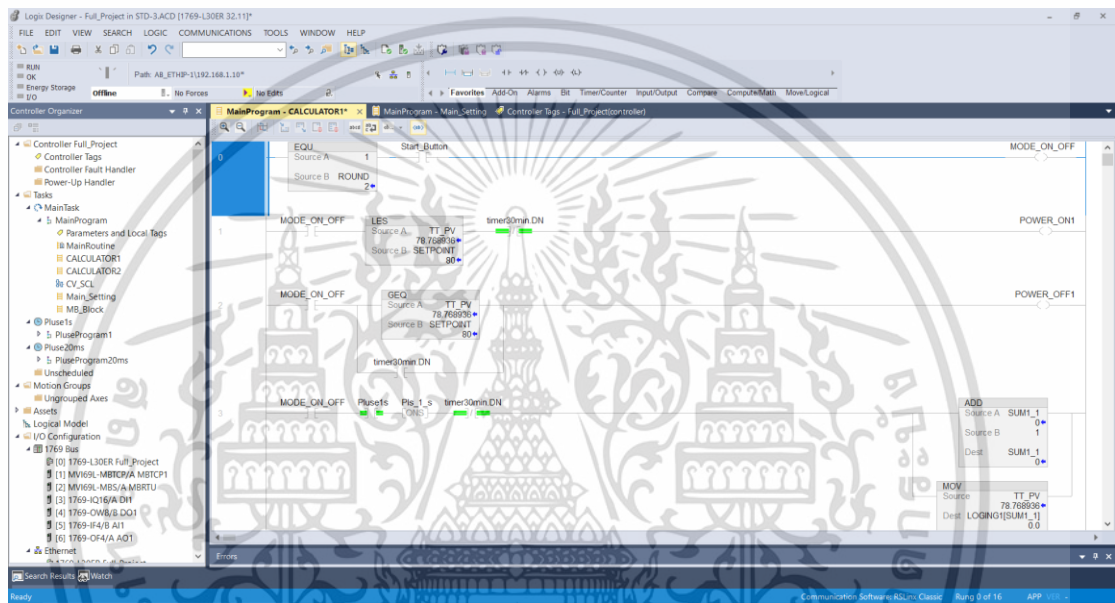 Logix Designer - Full_Project in STD-3.ACD [1769-L30ER 32.11]*
FILE EDIT VIEW SEARCH LOGIC COMMUNICATIONS TOOLS WINDOW HELP
RUN
OK
Energy Storage
I/O
Path: AB_ETHIP-1\192.168.1.10*
Offline
No Forces
No Edits
Favorites Add-On Alarms Bit Timer/Counter Input/Output Compare Compute/Math Move/Logical
Controller Organizer
MainProgram - CALCULATOR1*
MainProgram - Main_Setting
Controller Tags - Full_Project(controller)
Controller Full_Project
Controller Tags
Controller Fault Handler
Power-Up Handler
Tasks
MainTask
MainProgram
Parameters and Local Tags
MainRoutine
CALCULATOR1
CALCULATOR2
CV_SCL
Main_Setting
MB_Block
Pluse1s
PluseProgram1
Pluse20ms
PluseProgram20ms
Unscheduled
Motion Groups
Ungrouped Axes
Assets
Logical Model
I/O Configuration
1769 Bus
[0] 1769-L30ER Full_Project
[1] MVI69L-MBTCP/A MBTCP1
[2] MVI69L-MBS/A MBRTU
[3] 1769-IQ16/A DI1
[4] 1769-OW8/B DO1
[5] 1769-IF4/B AI1
[6] 1769-OF4/A AO1
Ethernet
1769-L30ER Full_Project
0
EQU
Source A 1
Source B ROUND
2
Start_Button
MODE_ON_OFF
1
MODE_ON_OFF
LES
Source A TT_PV
78.768936
Source B SETPOINT
80
timer30min.DN
POWER_ON1
2
MODE_ON_OFF
GEQ
Source A TT_PV
78.768936
Source B SETPOINT
80
POWER_OFF1
timer30min.DN
3
MODE_ON_OFF
Pluse1s
Pls_1_s
ONS
timer30min.DN
ADD
Source A SUM1_1
0
Source B 1
Dest SUM1_1
0
MOV
Source TT_PV
78.768936
Dest LOGING1[SUM1_1]
0.0
Errors
Search Results
Watch
Ready
Communication Software: RSLinx Classic
Rung 0 of 16
APP
VER